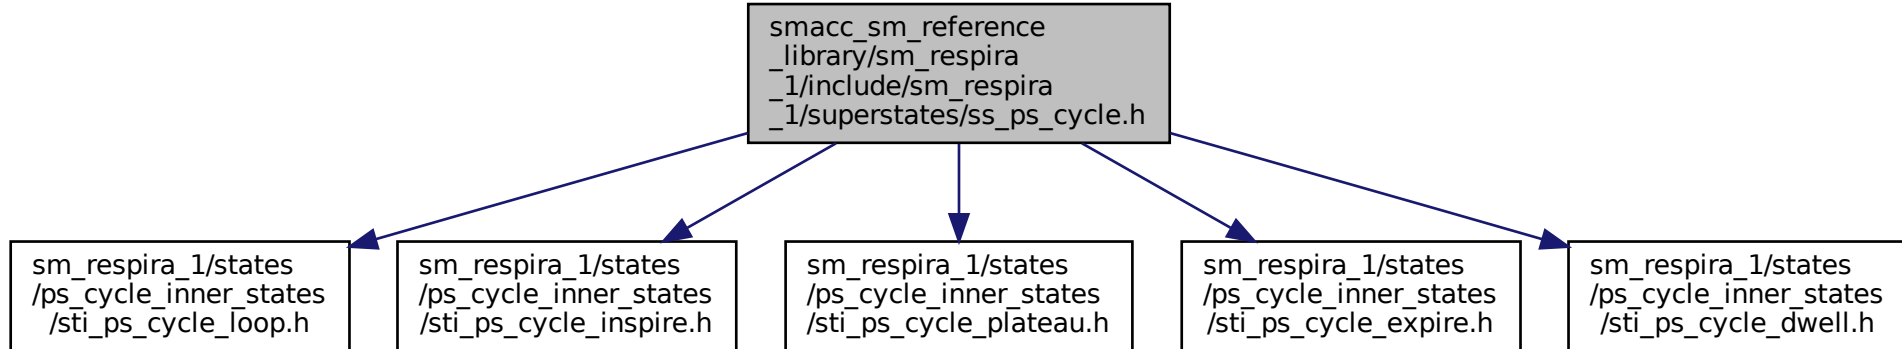 smacc_sm_reference
_library/sm_respira
_1/include/sm_respira
_1/superstates/ss_ps_cycle.h
sm_respira_1/states
/ps_cycle_inner_states
/sti_ps_cycle_loop.h
sm_respira_1/states
/ps_cycle_inner_states
/sti_ps_cycle_inspire.h
sm_respira_1/states
/ps_cycle_inner_states
/sti_ps_cycle_plateau.h
sm_respira_1/states
/ps_cycle_inner_states
/sti_ps_cycle_expire.h
sm_respira_1/states
/ps_cycle_inner_states
/sti_ps_cycle_dwell.h